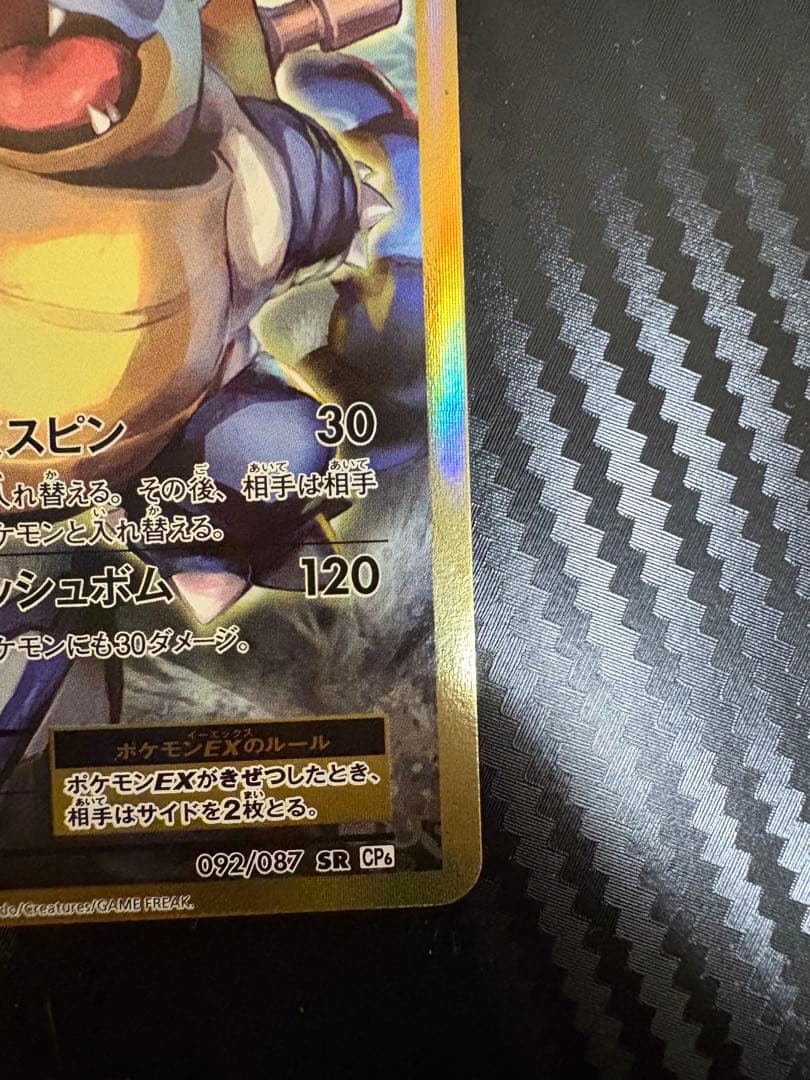 スピン 30
入れ替える。その後、相手は相手
ケモンと入れ替える。
ッシュボム 120
ケモンにも30ダメージ。
イーエックス
ポケモンEXのルール
ポケモンEXがきぜつしたとき、
相手はサイドを2枚とる。
092/087 SR CP6
do/Creatures/GAME FREAK.